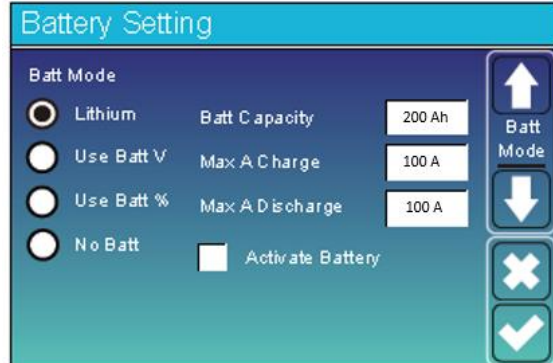 Battery Setting
Batt Mode
Lithium
Batt Capacity
200 Ah
Use Batt V
Max A Charge
100 A
Use Batt %
Max A Discharge
100 A
No Batt
Activate Battery
Batt
Mode